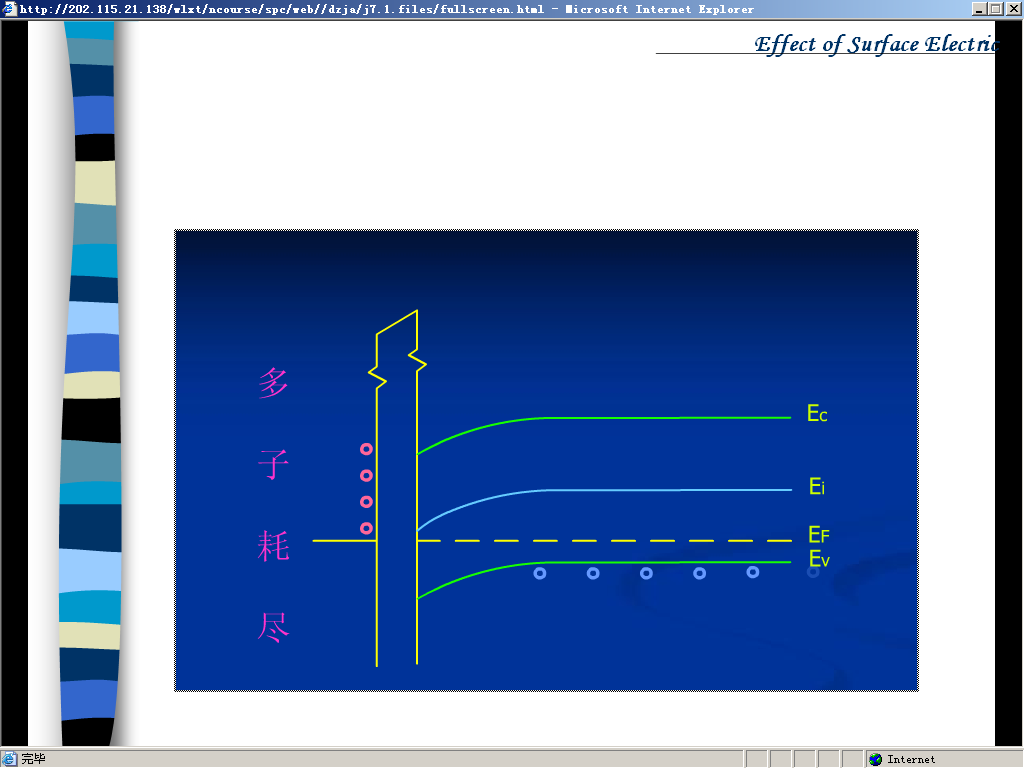 http://202.115.21.138/wlxt/ncourse/spc/web//dzja/j7.1.files/fullscreen.html - Microsoft Internet Explorer
Effect of Surface Electric
多
子
耗
尽
Ec
Ei
EF
Ev
完毕
Internet